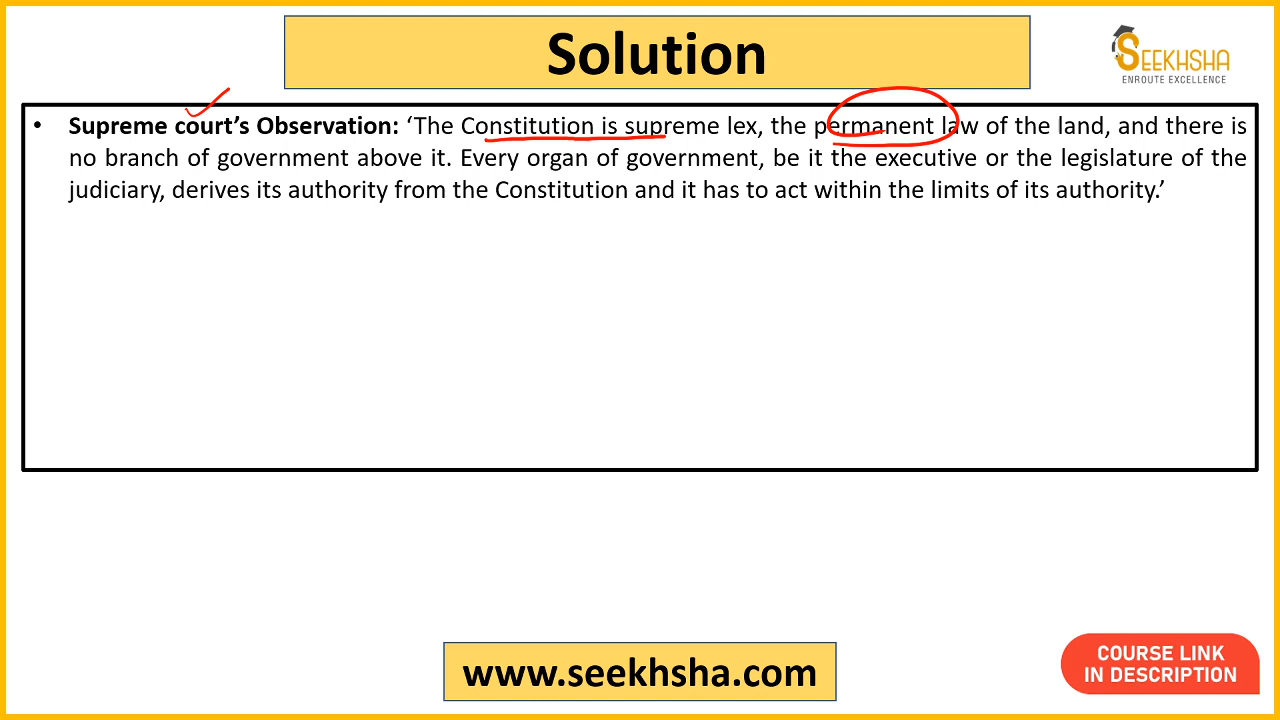 Solution
SEEKHSHA
ENROUTE EXCELLENCE
• Supreme court’s Observation: ‘The Constitution is supreme lex, the permanent law of the land, and there is
no branch of government above it. Every organ of government, be it the executive or the legislature of the
judiciary, derives its authority from the Constitution and it has to act within the limits of its authority.’
www.seekhsha.com
COURSE LINK
IN DESCRIPTION